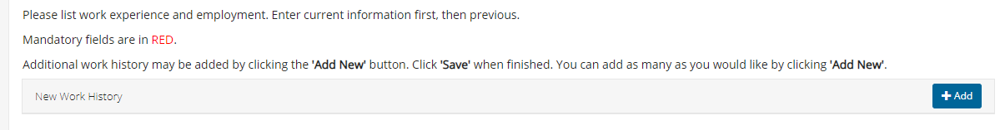 Please list work experience and employment. Enter current information first, then previous.
Mandatory fields are in RED.
Additional work history may be added by clicking the 'Add New' button. Click 'Save' when finished. You can add as many as you would like by clicking 'Add New'.
New Work History
+ Add